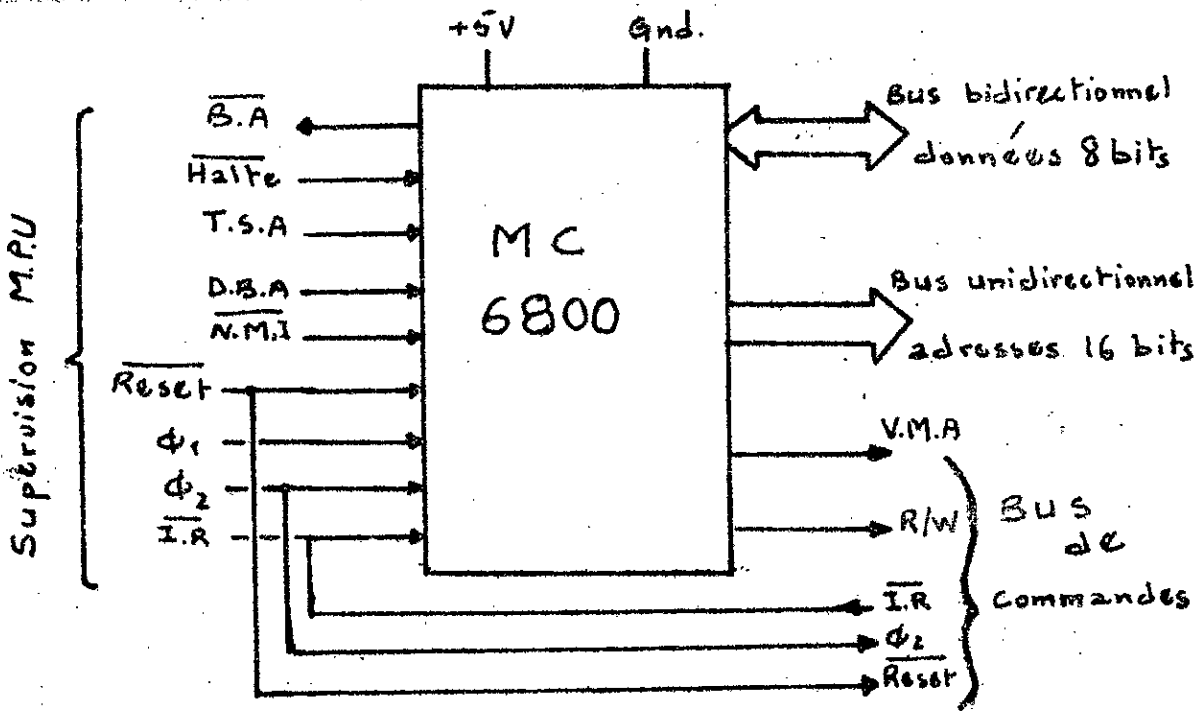 +5V
Gnd.
B.A
Halte
T.S.A
D.B.A
N.M.I
Reset
Φ1
Φ2
I.R
Supervision M.P.U
MC
6800
Bus bidirectionnel
données 8 bits
Bus unidirectionnel
adresses 16 bits
V.M.A
R/W
I.R
Φ2
Reset
Bus
de
commandes